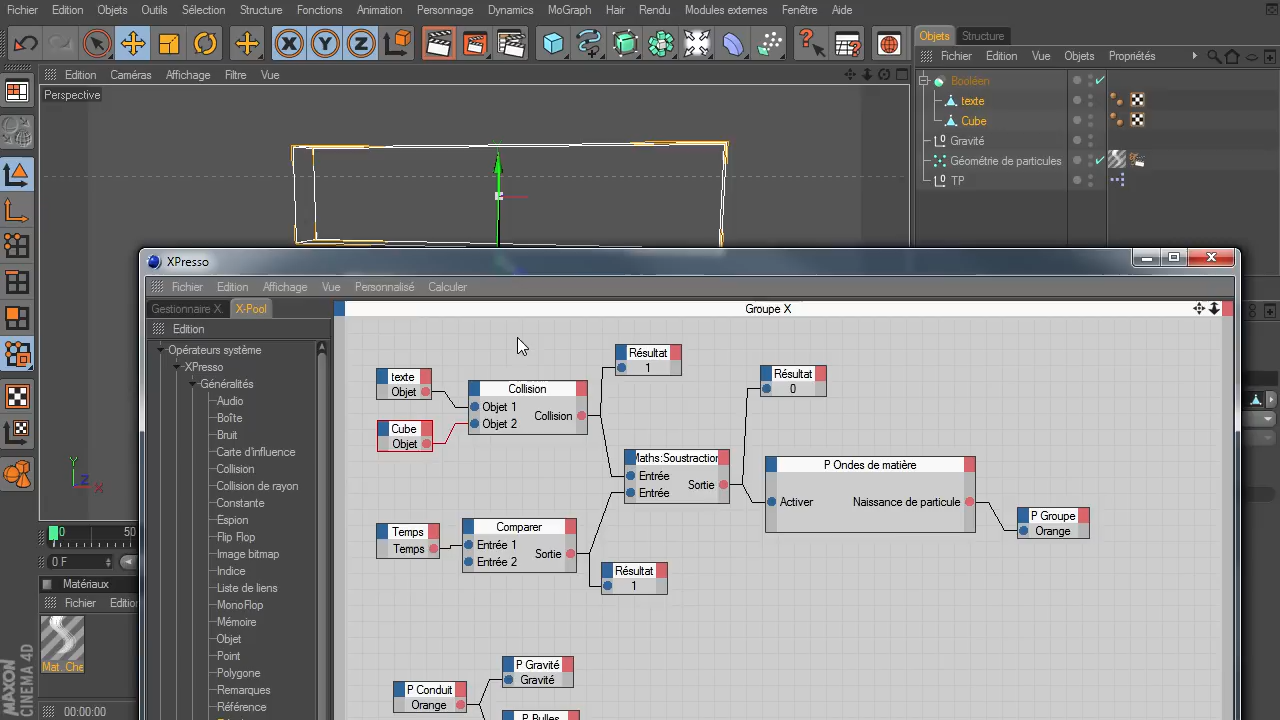 Fichier Edition Objets Outils Sélection Structure Fonctions Animation Personnage Dynamics MoGraph Hair Rendu Modules externes Fenêtre Aide
X Y Z
Objets Structure
Edition Caméras Affichage Filtre Vue
Fichier Edition Vue Objets Propriétés
Perspective
Booléen
texte
Cube
Gravité
Géométrie de particules
TP
XPresso
Fichier Edition Affichage Vue Personnalisé Calculer
Gestionnaire X. X-Pool
Groupe X
Edition
Opérateurs système
XPresso
Généralités
Audio
Boîte
Bruit
Carte d'influence
Collision
Collision de rayon
Constante
Espion
Flip Flop
Image bitmap
Indice
Liste de liens
MonoFlop
Mémoire
Objet
Point
Polygone
Remarques
Référence
texte
Objet
Cube
Objet
Collision
Objet 1
Objet 2
Collision
Résultat
1
Résultat
0
Maths:Soustraction
Entrée
Entrée
Sortie
P Ondes de matière
Activer Naissance de particule
P Groupe
Orange
Temps
Temps
Comparer
Entrée 1
Entrée 2
Sortie
Résultat
1
P Gravité
Gravité
P Conduit
Orange
P Bulles
Y
Z
X
0 50
0 F
Matériaux
Fichier Edition
Mat. Che
00:00:00
MAXON
CINEMA 4D